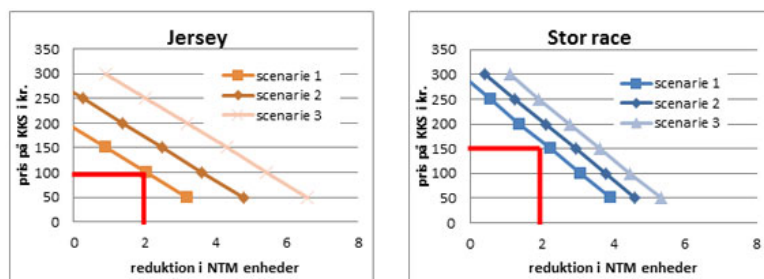 Jersey
pris på KKS i kr.
350
300
250
200
150
100
50
0
scenarie 1
scenarie 2
scenarie 3
0 2 4 6 8
reduktion i NTM enheder
Stor race
pris på KKS i kr.
350
300
250
200
150
100
50
0
scenarie 1
scenarie 2
scenarie 3
0 2 4 6 8
reduktion i NTM enheder